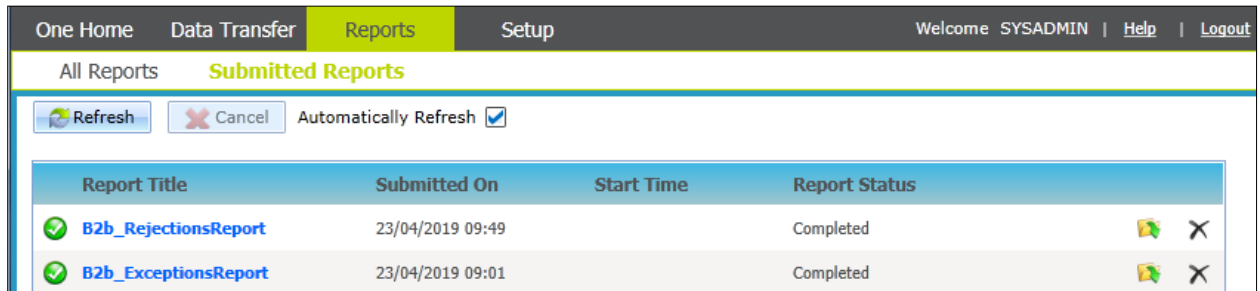 One Home Data Transfer Reports Setup Welcome SYSADMIN | Help | Logout
All Reports Submitted Reports
Refresh Cancel Automatically Refresh
Report Title Submitted On Start Time Report Status
B2b_RejectionsReport 23/04/2019 09:49 Completed
B2b_ExceptionsReport 23/04/2019 09:01 Completed